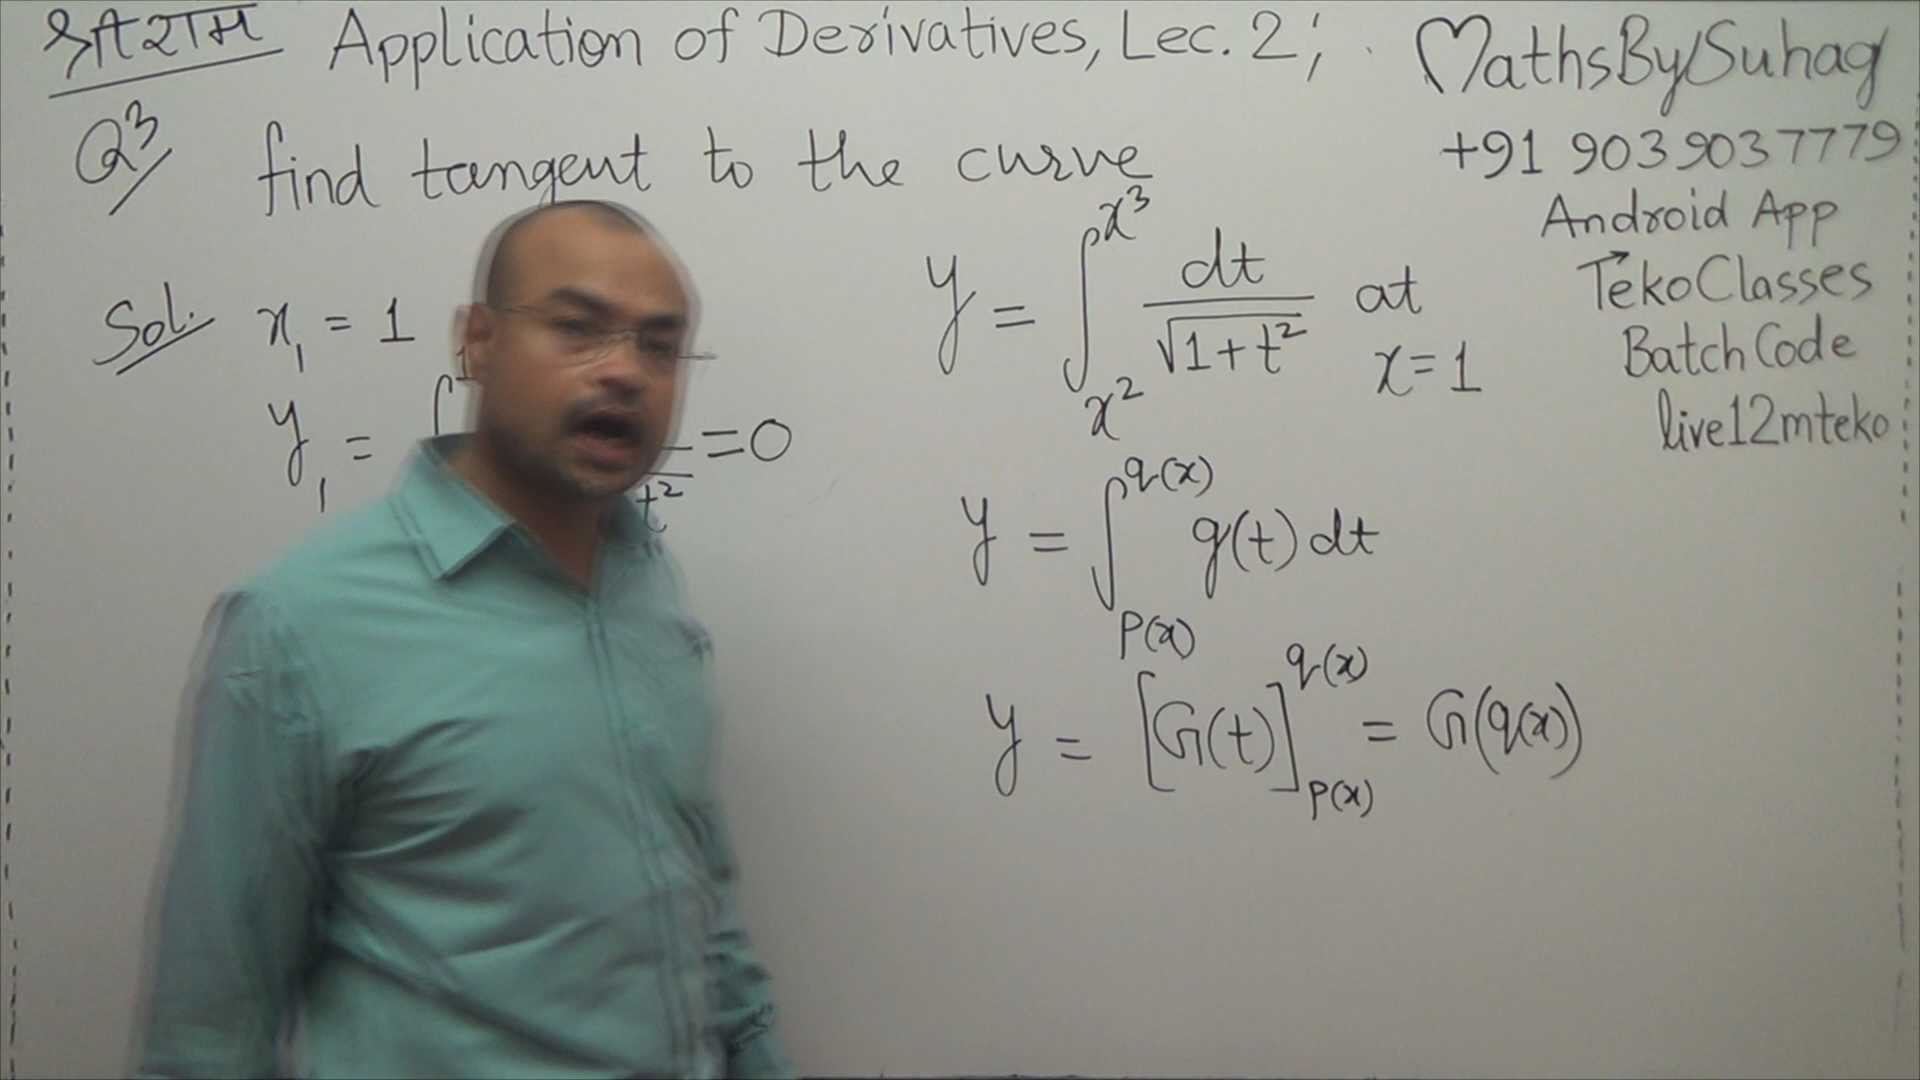 श्री राम Application of Derivatives, Lec. 2; MathsBySuhag
+91 9039037779
Android App
TekoClasses
Batch Code
live12mteko
Q3 find tangent to the curve
y = ∫_{x²}^{x³} dt/√(1+t²) at x=1
Sol. x₁ = 1
y₁ = ∫ t² = 0
y = ∫_{p(x)}^{q(x)} g(t) dt
y = [G(t)]_{p(x)}^{q(x)} = G(q(x))